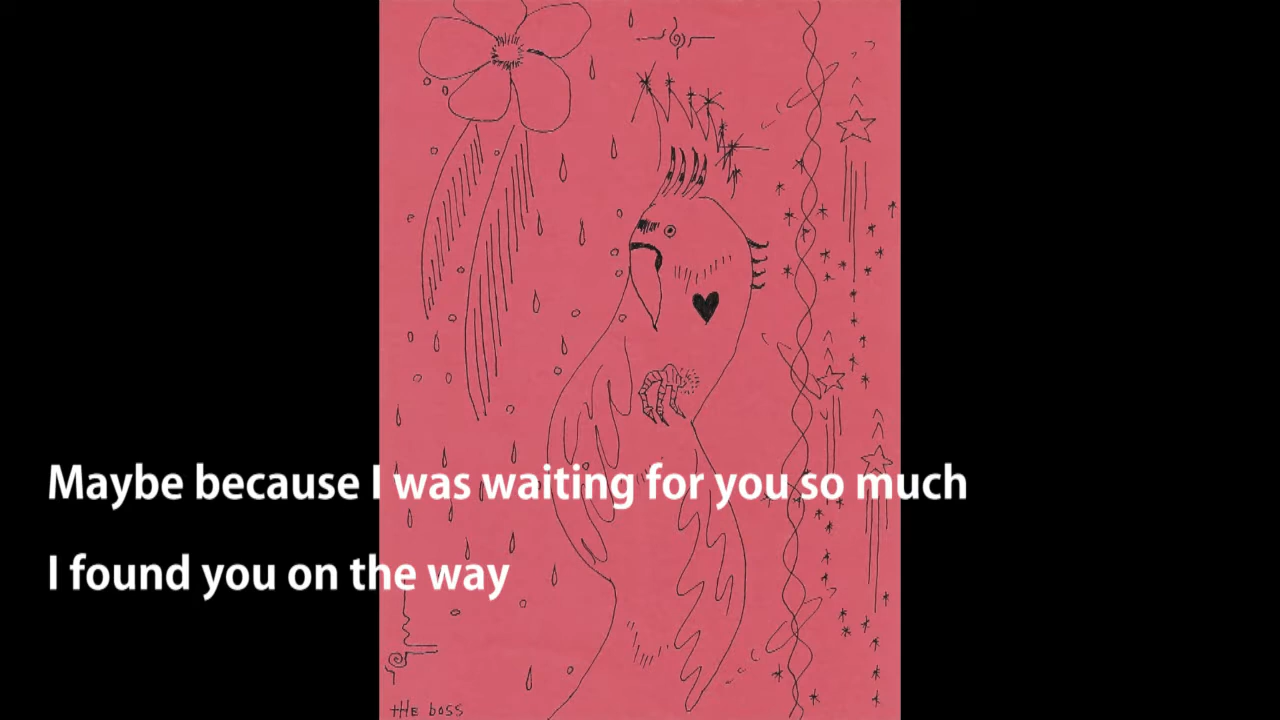 Maybe because I was waiting for you so much
I found you on the way
tHE boss